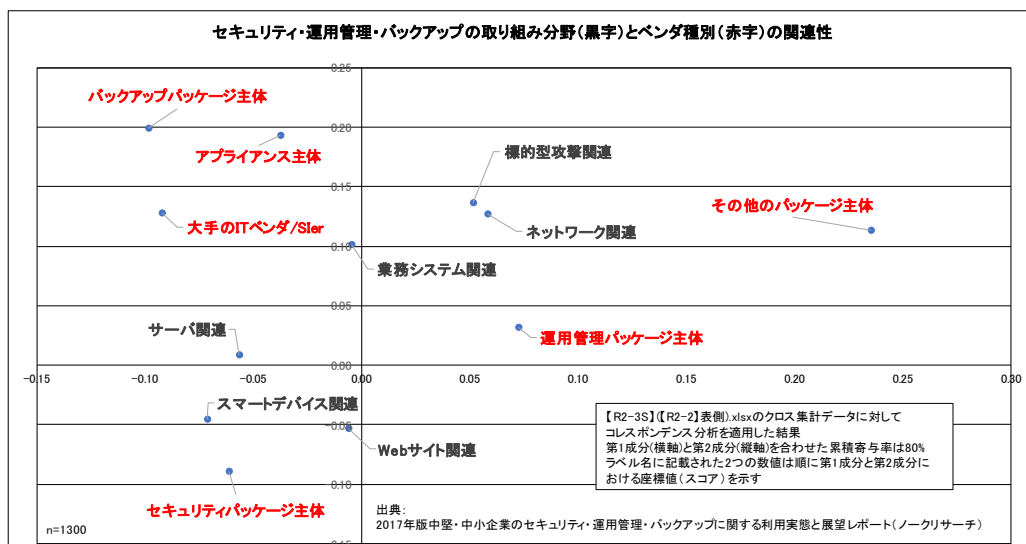 セキュリティ・運用管理・バックアップの取り組み分野(黒字)とベンダ種別(赤字)の関連性
0.25
バックアップパッケージ主体
0.20
アプライアンス主体
標的型攻撃関連
0.15
その他のパッケージ主体
大手のITベンダ/SIer
ネットワーク関連
0.10
業務システム関連
0.05
サーバ関連
運用管理パッケージ主体
0.00
-0.15
-0.10
-0.05
0.00
0.05
0.10
0.15
0.20
0.25
0.30
スマートデバイス関連
-0.05
Webサイト関連
-0.10
セキュリティパッケージ主体
【R2-3S】(【R2-2】表側).xlsxのクロス集計データに対して
コレスポンデンス分析を適用した結果
第1成分(横軸)と第2成分(縦軸)を合わせた累積寄与率は80%
ラベル名に記載された2つの数値は順に第1成分と第2成分に
おける座標値(スコア)を示す
n=1300
出典:
2017年版中堅・中小企業のセキュリティ・運用管理・バックアップに関する利用実態と展望レポート(ノークリサーチ)
-0.15